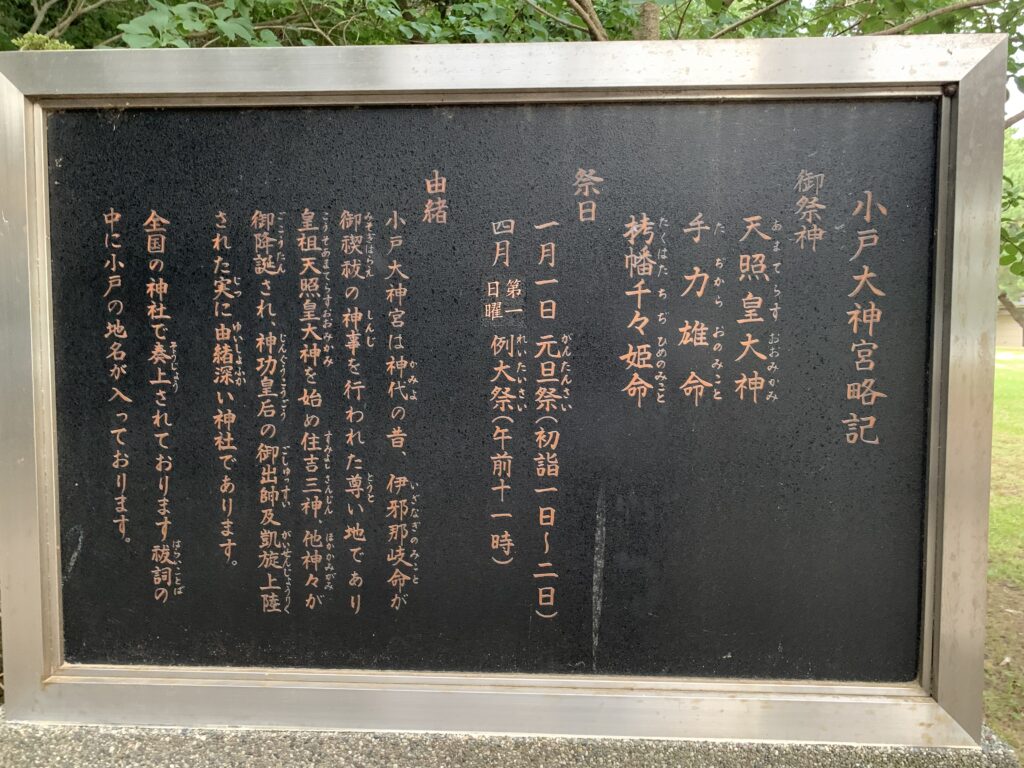 小戸大神宮略記
御祭神
天照皇大神
手力雄命
栲幡千々姫命
祭日
一月一日 元旦祭(初詣一日~二日)
四月第一日曜 例大祭(午前十一時)
由緒
小戸大神宮は神代の昔、伊邪那岐命が
御禊祓の神事を行われた尊い地であり
皇祖天照皇大神を始め住吉三神、他神々が
御降誕され、神功皇后の御出師及凱旋上陸
された実に由緒深い神社であります。
全国の神社で奏上されております祓詞の
中に小戸の地名が入っております。